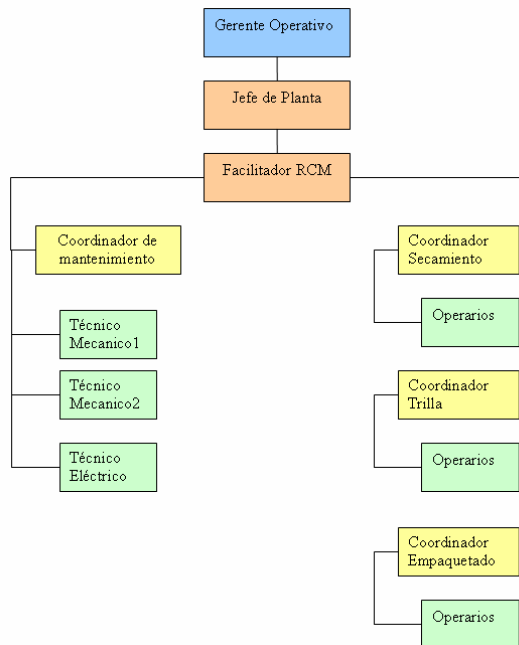 Gerente Operativo
Jefe de Planta
Facilitador RCM
Coordinador de
mantenimiento
Técnico
Mecanico1
Técnico
Mecanico2
Técnico
Eléctrico
Coordinador
Secamiento
Operarios
Coordinador
Trilla
Operarios
Coordinador
Empaquetado
Operarios